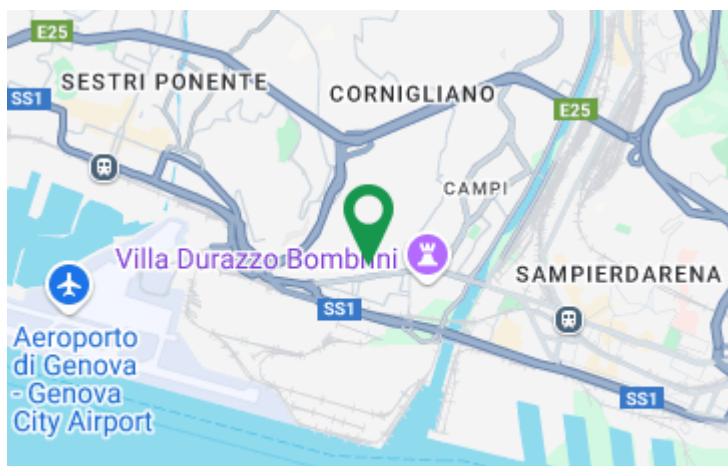 E25
SESTRI PONENTE
SS1
CORNIGLIANO
E25
CAMPI
Villa Durazzo Bombrini
SAMPIERDARENA
SS1
Aeroporto
di Genova
- Genova
City Airport
SS1